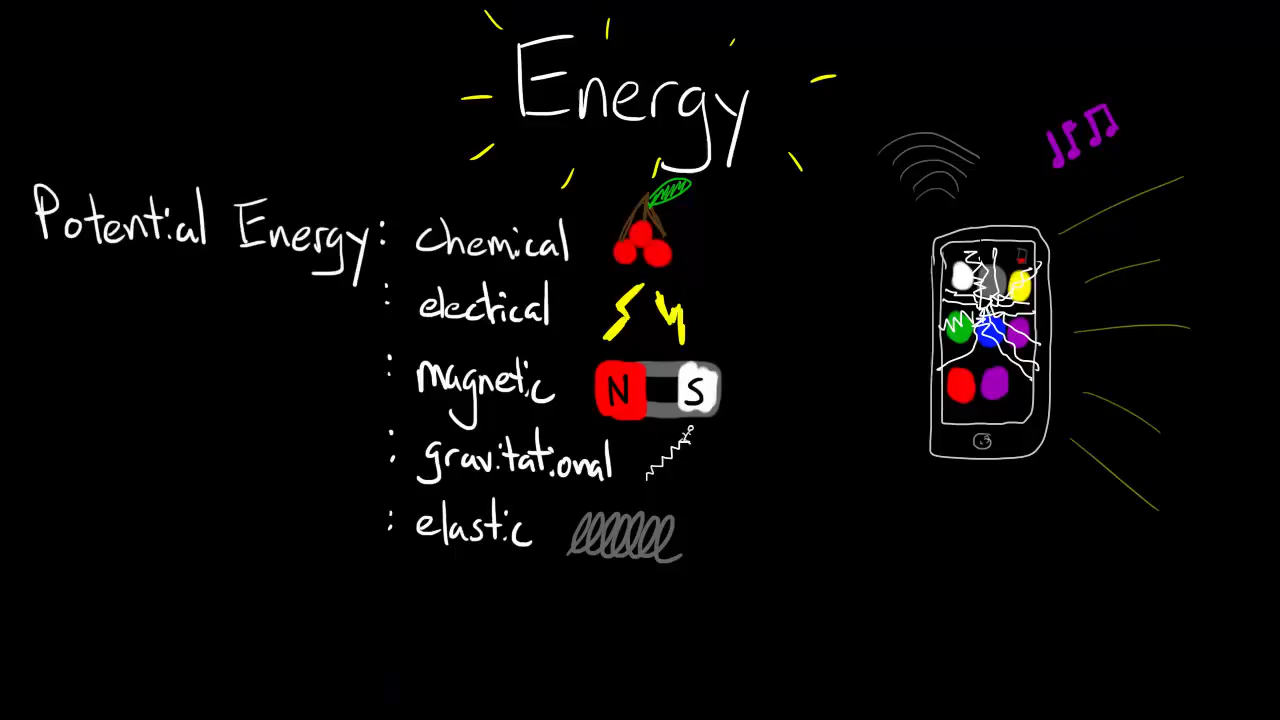 Energy
Potential Energy: chemical
: electrical
: magnetic
N S
: gravitational
: elastic